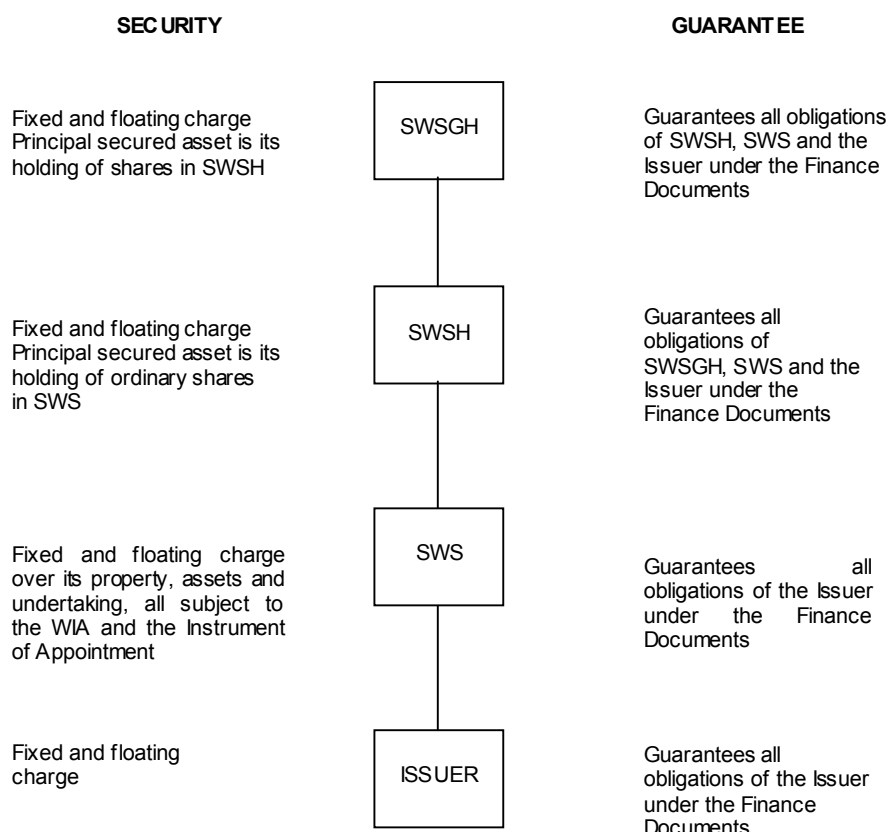 SECURITY
GUARANTEE
Fixed and floating charge
Principal secured asset is its
holding of shares in SWSH
SWSGH
Guarantees all obligations
of SWSH, SWS and the
Issuer under the Finance
Documents
Fixed and floating charge
Principal secured asset is its
holding of ordinary shares
in SWS
SWSH
Guarantees all
obligations of
SWSGH, SWS and the
Issuer under the
Finance Documents
Fixed and floating charge
over its property, assets and
undertaking, all subject to
the WIA and the Instrument
of Appointment
SWS
Guarantees all
obligations of the Issuer
under the Finance
Documents
Fixed and floating
charge
ISSUER
Guarantees all
obligations of the Issuer
under the Finance
Documents